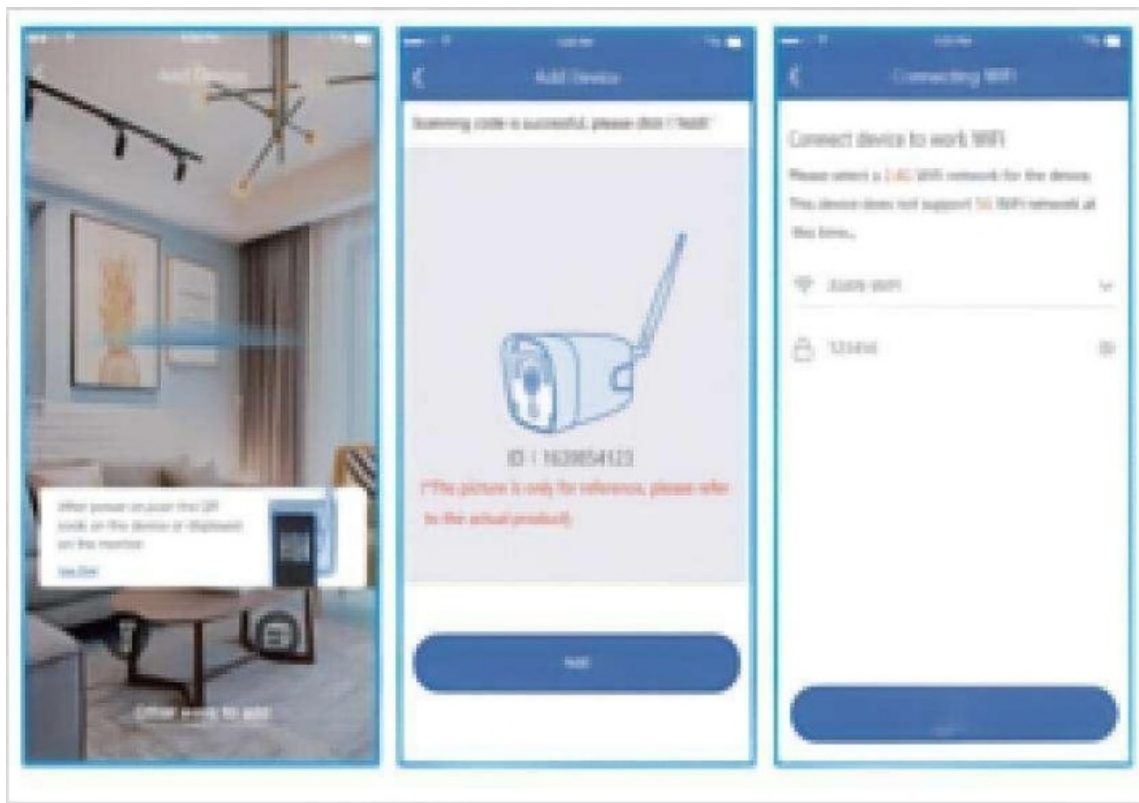 Add Device
After power on,scan the QR
code on the device or displayed
on the monitor
Other ways to add
Add Device
Scanning code is successful, please click "Add"
ID : 1639854123
(*The picture is only for reference, please refer
to the actual product)
Add
Connecting WiFi
Connect device to work WiFi
Please select a 2.4G WiFi network for the device.
This device does not support 5G WiFi network at
this time.
WiFi
123456